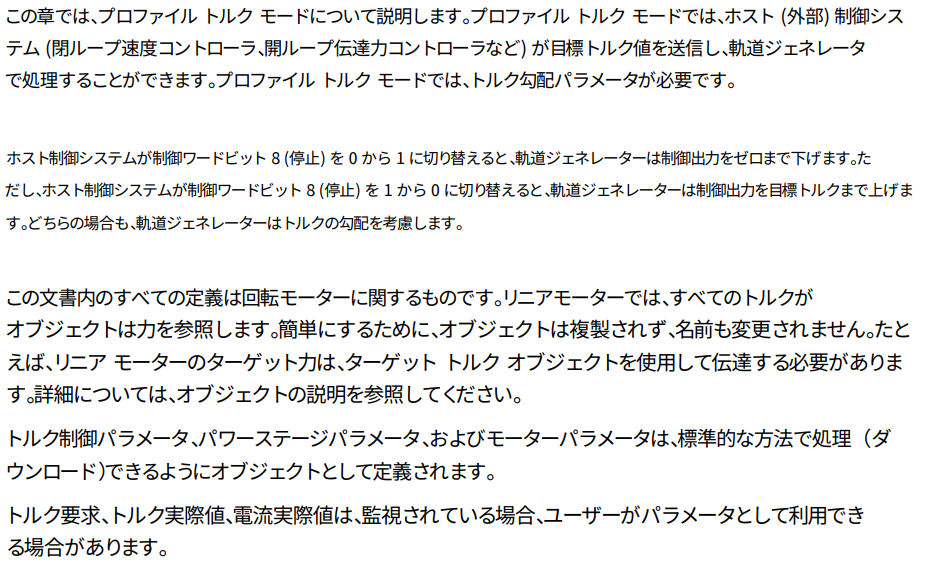 この章では、プロファイル トルク モードについて説明します。プロファイル トルク モードでは、ホスト (外部) 制御シス
テム (閉ループ速度コントローラ、開ループ伝達力コントローラなど) が目標トルク値を送信し、軌道ジェネレータ
で処理することができます。プロファイル トルク モードでは、トルク勾配パラメータが必要です。
ホスト制御システムが制御ワードビット 8 (停止) を 0 から 1 に切り替えると、軌道ジェネレーターは制御出力をゼロまで下げます。た
だし、ホスト制御システムが制御ワードビット 8 (停止) を 1 から 0 に切り替えると、軌道ジェネレーターは制御出力を目標トルクまで上げま
す。どちらの場合も、軌道ジェネレーターはトルクの勾配を考慮します。
この文書内のすべての定義は回転モーターに関するものです。リニアモーターでは、すべてのトルクが
オブジェクトは力を参照します。簡単にするために、オブジェクトは複製されず、名前も変更されません。たと
えば、リニア モーターのターゲット力は、ターゲット トルク オブジェクトを使用して伝達する必要がありま
す。詳細については、オブジェクトの説明を参照してください。
トルク制御パラメータ、パワーステージパラメータ、およびモーターパラメータは、標準的な方法で処理（ダ
ウンロード)できるようにオブジェクトとして定義されます。
トルク要求、トルク実際値、電流実際値は、監視されている場合、ユーザーがパラメータとして利用でき
る場合があります。